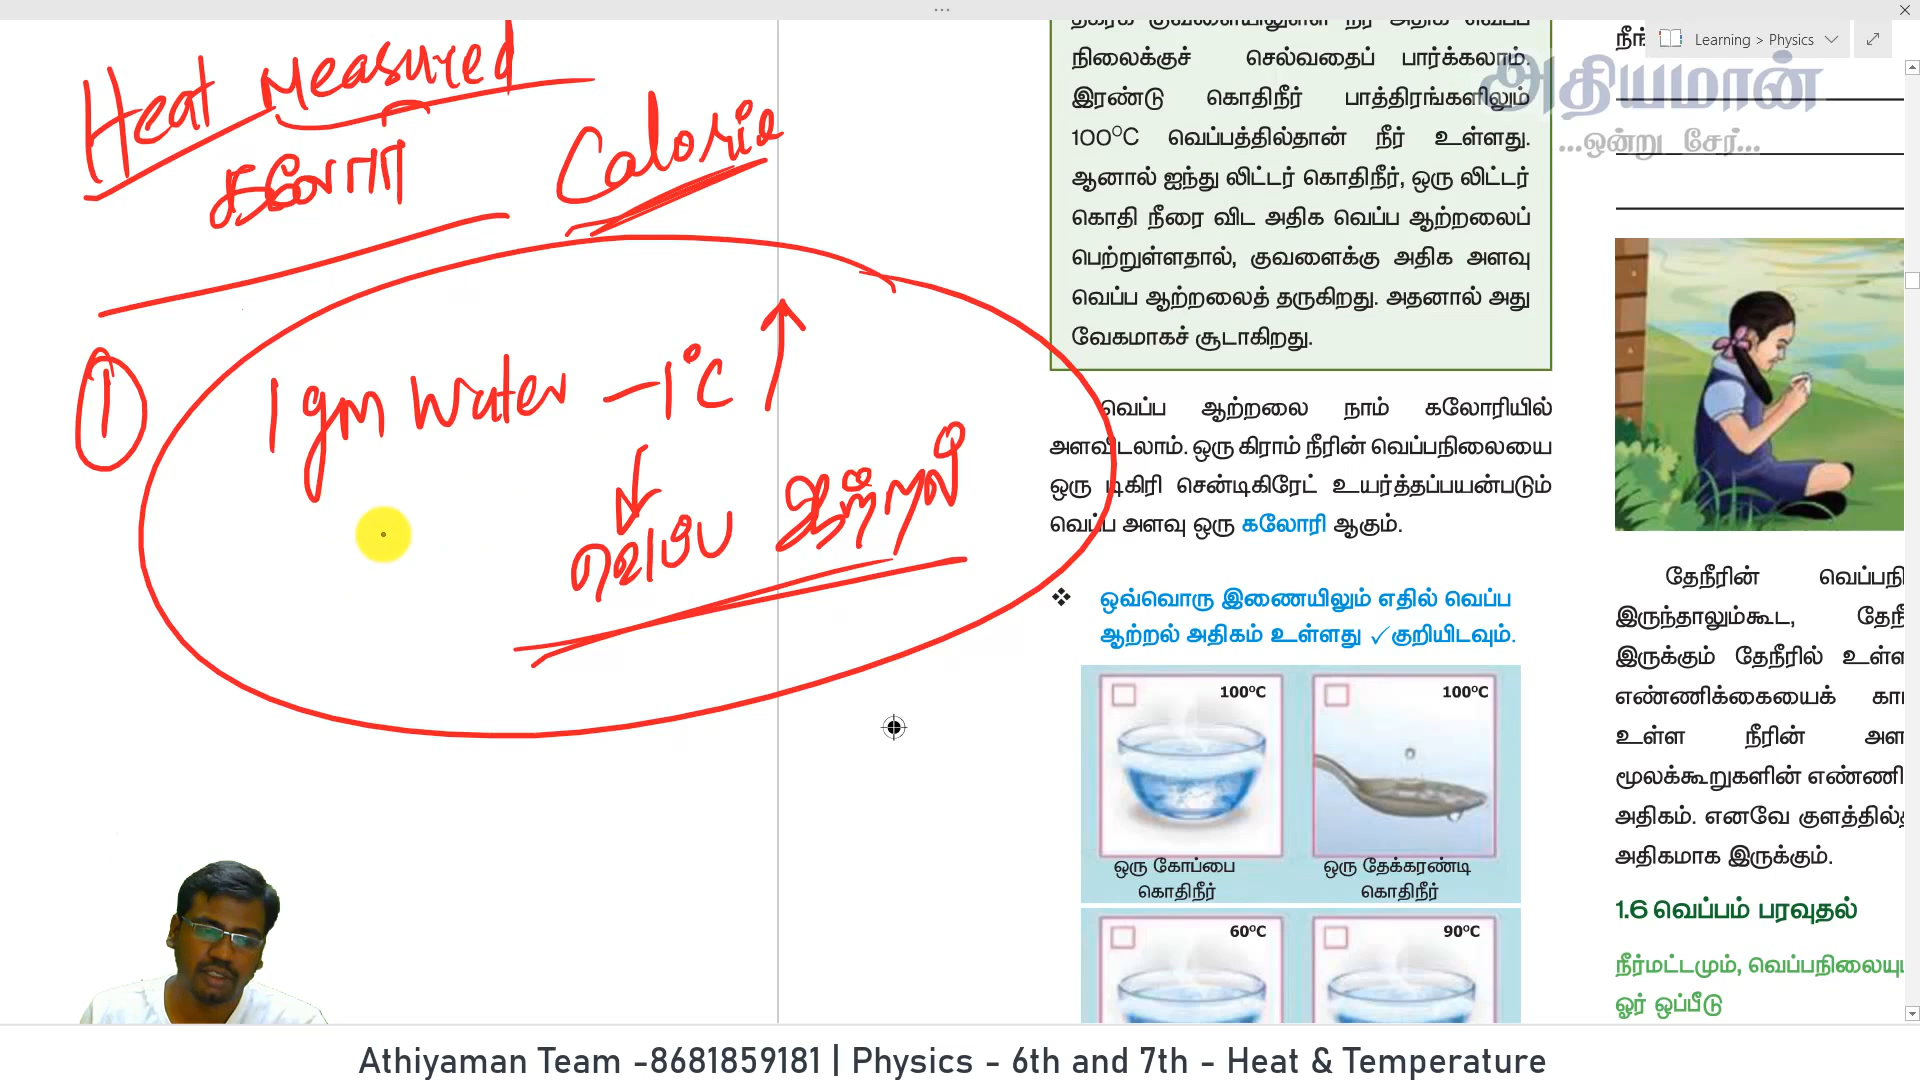 Learning > Physics
அதியமான்
...ஒன்று சேர்...
Heat Measured
கலோரி
Calorie
1
1 gm Water - 1°C ↑
வெப்ப ஆற்றல்
நிலைக்குச் செல்வதைப் பார்க்கலாம்.
இரண்டு கொதிநீர் பாத்திரங்களிலும்
100°C வெப்பத்தில்தான் நீர் உள்ளது.
ஆனால் ஐந்து லிட்டர் கொதிநீர், ஒரு லிட்டர்
கொதி நீரை விட அதிக வெப்ப ஆற்றலைப்
பெற்றுள்ளதால், குவளைக்கு அதிக அளவு
வெப்ப ஆற்றலைத் தருகிறது. அதனால் அது
வேகமாகச் சூடாகிறது.
வெப்ப ஆற்றலை நாம் கலோரியில்
அளவிடலாம். ஒரு கிராம் நீரின் வெப்பநிலையை
ஒரு டிகிரி சென்டிகிரேட் உயர்த்தப்பயன்படும்
வெப்ப அளவு ஒரு கலோரி ஆகும்.
❖ ஒவ்வொரு இணையிலும் எதில் வெப்ப
ஆற்றல் அதிகம் உள்ளது ✓குறியிடவும்.
100°C
100°C
ஒரு கோப்பை
கொதிநீர்
ஒரு தேக்கரண்டி
கொதிநீர்
60°C
90°C
தேநீரின்
இருந்தாலும்கூட,
இருக்கும் தேநீரில்
எண்ணிக்கையைக்
உள்ள நீரின்
மூலக்கூறுகளின்
அதிகம். எனவே
அதிகமாக இருக்கும்.
1.6 வெப்பம் பரவுதல்
நீர்மட்டமும்,
ஓர் ஒப்பீடு
Athiyaman Team -8681859181 | Physics - 6th and 7th - Heat & Temperature